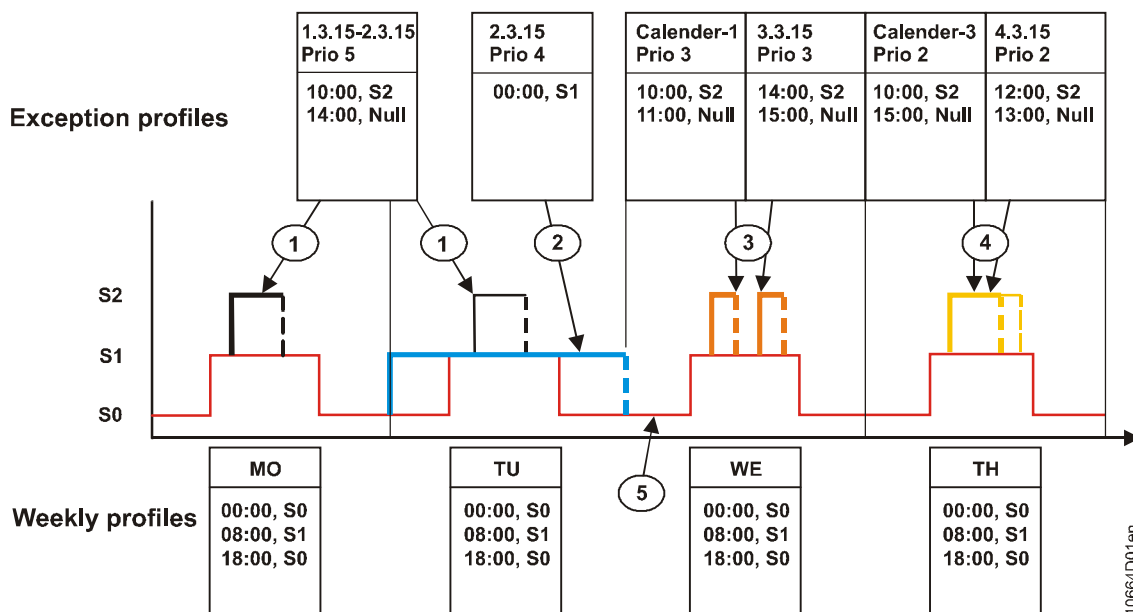 1.3.15-2.3.15
Prio 5
10:00, S2
14:00, Null
2.3.15
Prio 4
00:00, S1
Calender-1
Prio 3
10:00, S2
11:00, Null
3.3.15
Prio 3
14:00, S2
15:00, Null
Calender-3
Prio 2
10:00, S2
15:00, Null
4.3.15
Prio 2
12:00, S2
13:00, Null
Exception profiles
1
1
2
3
4
S2
S1
S0
5
Weekly profiles
MO
00:00, S0
08:00, S1
18:00, S0
TU
00:00, S0
08:00, S1
18:00, S0
WE
00:00, S0
08:00, S1
18:00, S0
TH
00:00, S0
08:00, S1
18:00, S0
10664D01en